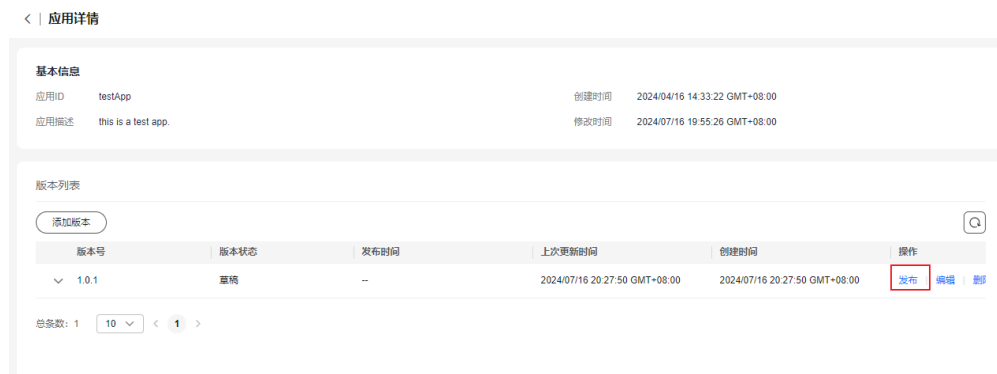 应用详情
基本信息
应用ID testApp 创建时间 2024/04/16 14:33:22 GMT+08:00
应用描述 this is a test app. 修改时间 2024/07/16 19:55:26 GMT+08:00
版本列表
添加版本
版本号 版本状态 发布时间 上次更新时间 创建时间 操作
1.0.1 草稿 -- 2024/07/16 20:27:50 GMT+08:00 2024/07/16 20:27:50 GMT+08:00 发布 编辑
总条数: 1 10 1